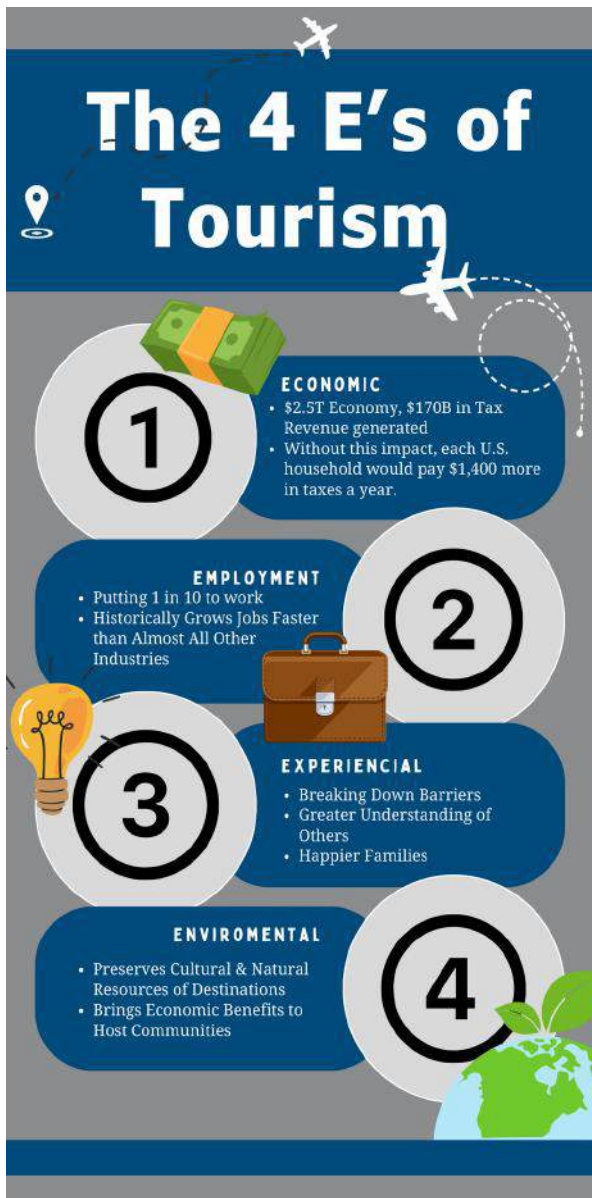 The 4 E's of
Tourism
1
ECONOMIC
• $2.5T Economy, $170B in Tax
Revenue generated
• Without this impact, each U.S.
household would pay $1,400 more
in taxes a year.
EMPLOYMENT
• Putting 1 in 10 to work
• Historically Grows Jobs Faster
than Almost All Other
Industries
2
3
EXPERIENCIAL
• Breaking Down Barriers
• Greater Understanding of
Others
• Happier Families
ENVIROMENTAL
• Preserves Cultural & Natural
Resources of Destinations
• Brings Economic Benefits to
Host Communities
4